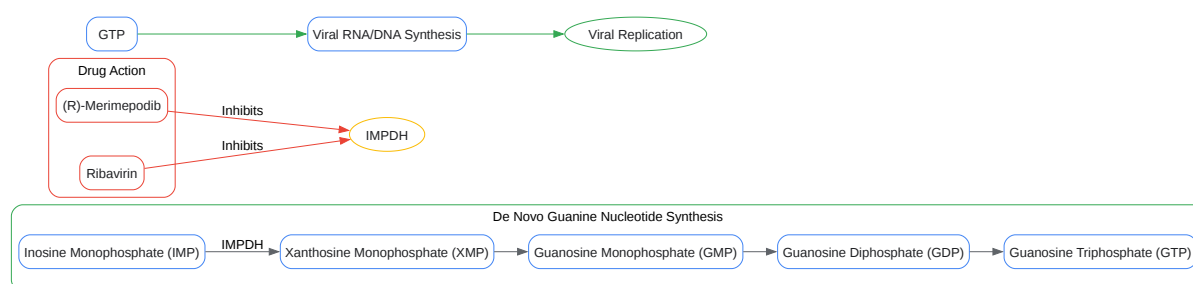 GTP
Viral RNA/DNA Synthesis
Viral Replication
Drug Action
(R)-Merimepodib
Inhibits
IMPDH
Inhibits
Ribavirin
De Novo Guanine Nucleotide Synthesis
Inosine Monophosphate (IMP)
IMPDH
Xanthosine Monophosphate (XMP)
Guanosine Monophosphate (GMP)
Guanosine Diphosphate (GDP)
Guanosine Triphosphate (GTP)